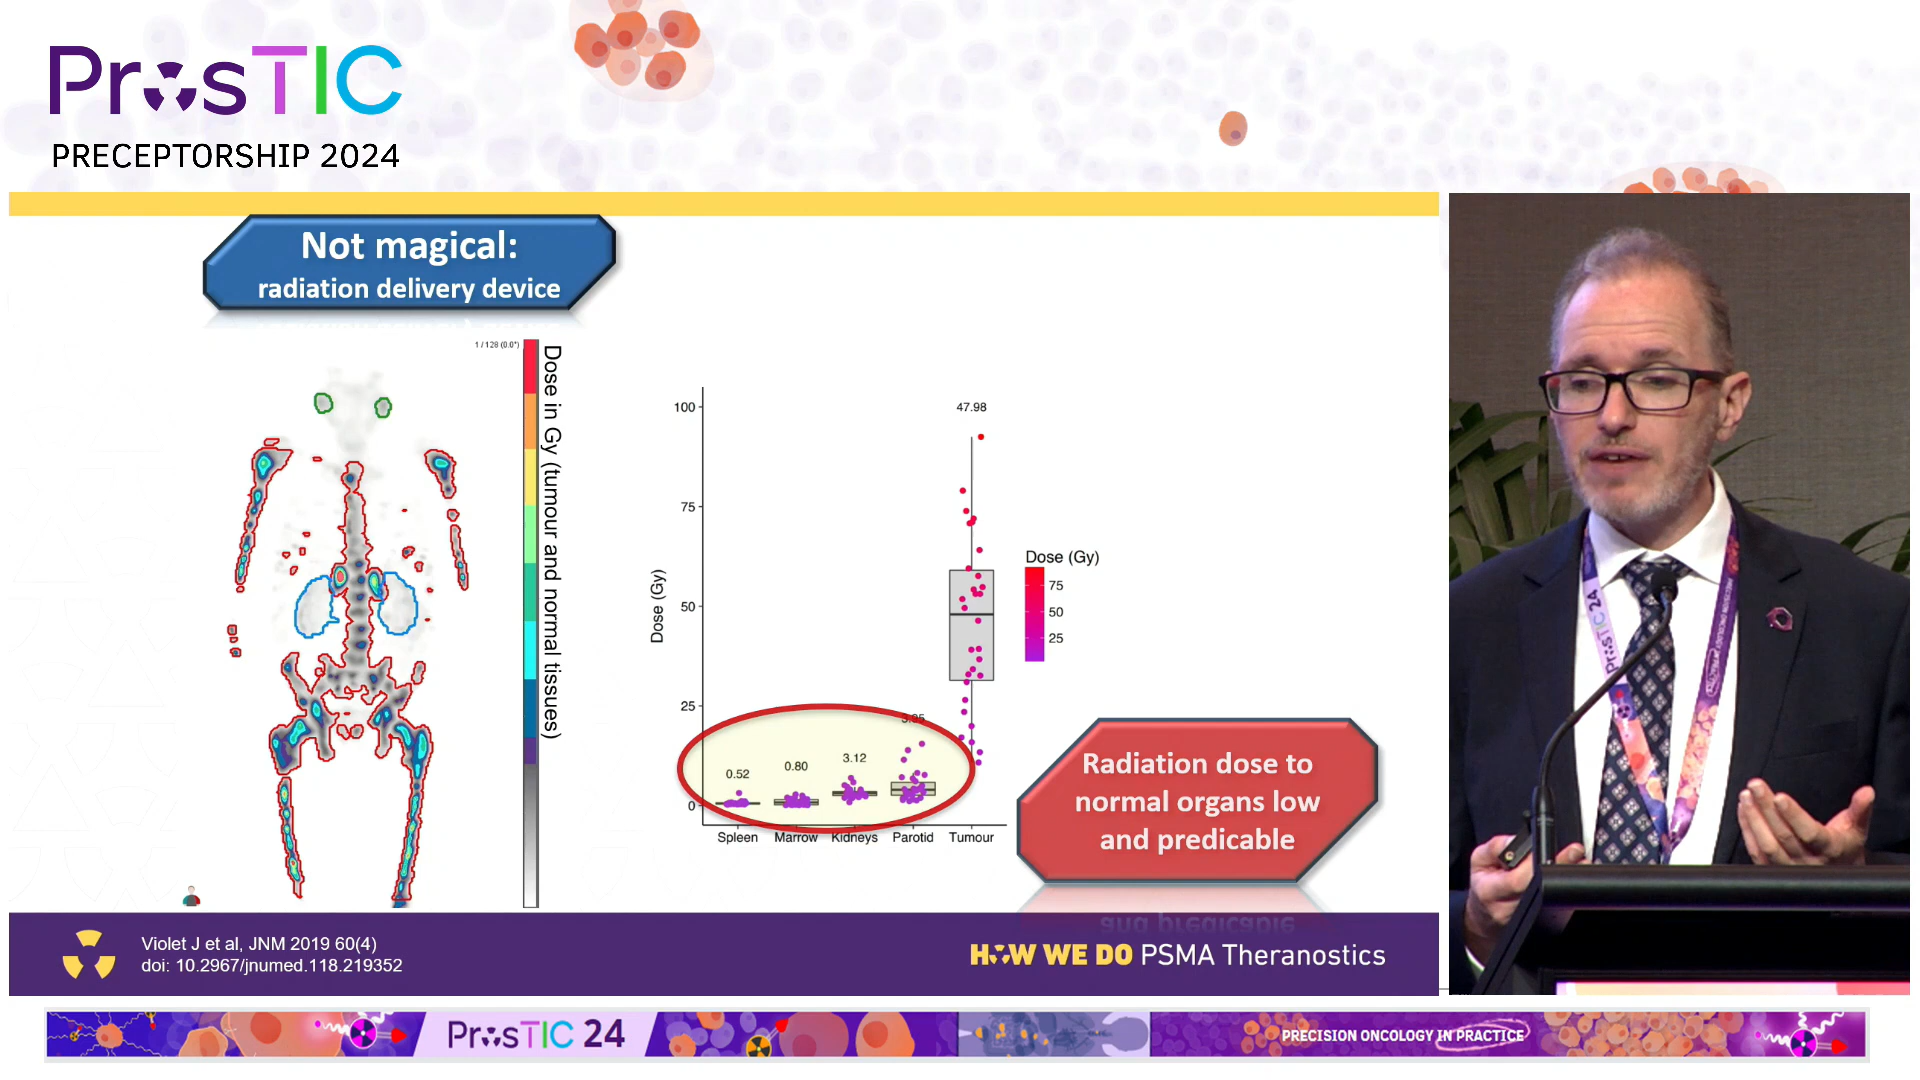 ProsTIC
PRECEPTORSHIP 2024
Not magical:
radiation delivery device
1 / 128 (0.0°)
Dose in Gy (tumour and normal tissues)
100
75
50
25
0
Dose (Gy)
47.98
3.95
3.12
0.80
0.52
Spleen Marrow Kidneys Parotid Tumour
Dose (Gy)
75
50
25
Radiation dose to
normal organs low
and predicable
Violet J et al, JNM 2019 60(4)
doi: 10.2967/jnumed.118.219352
HOW WE DO PSMA Theranostics
ProsTIC 24
ProsTIC 24
PRECISION ONCOLOGY IN PRACTICE